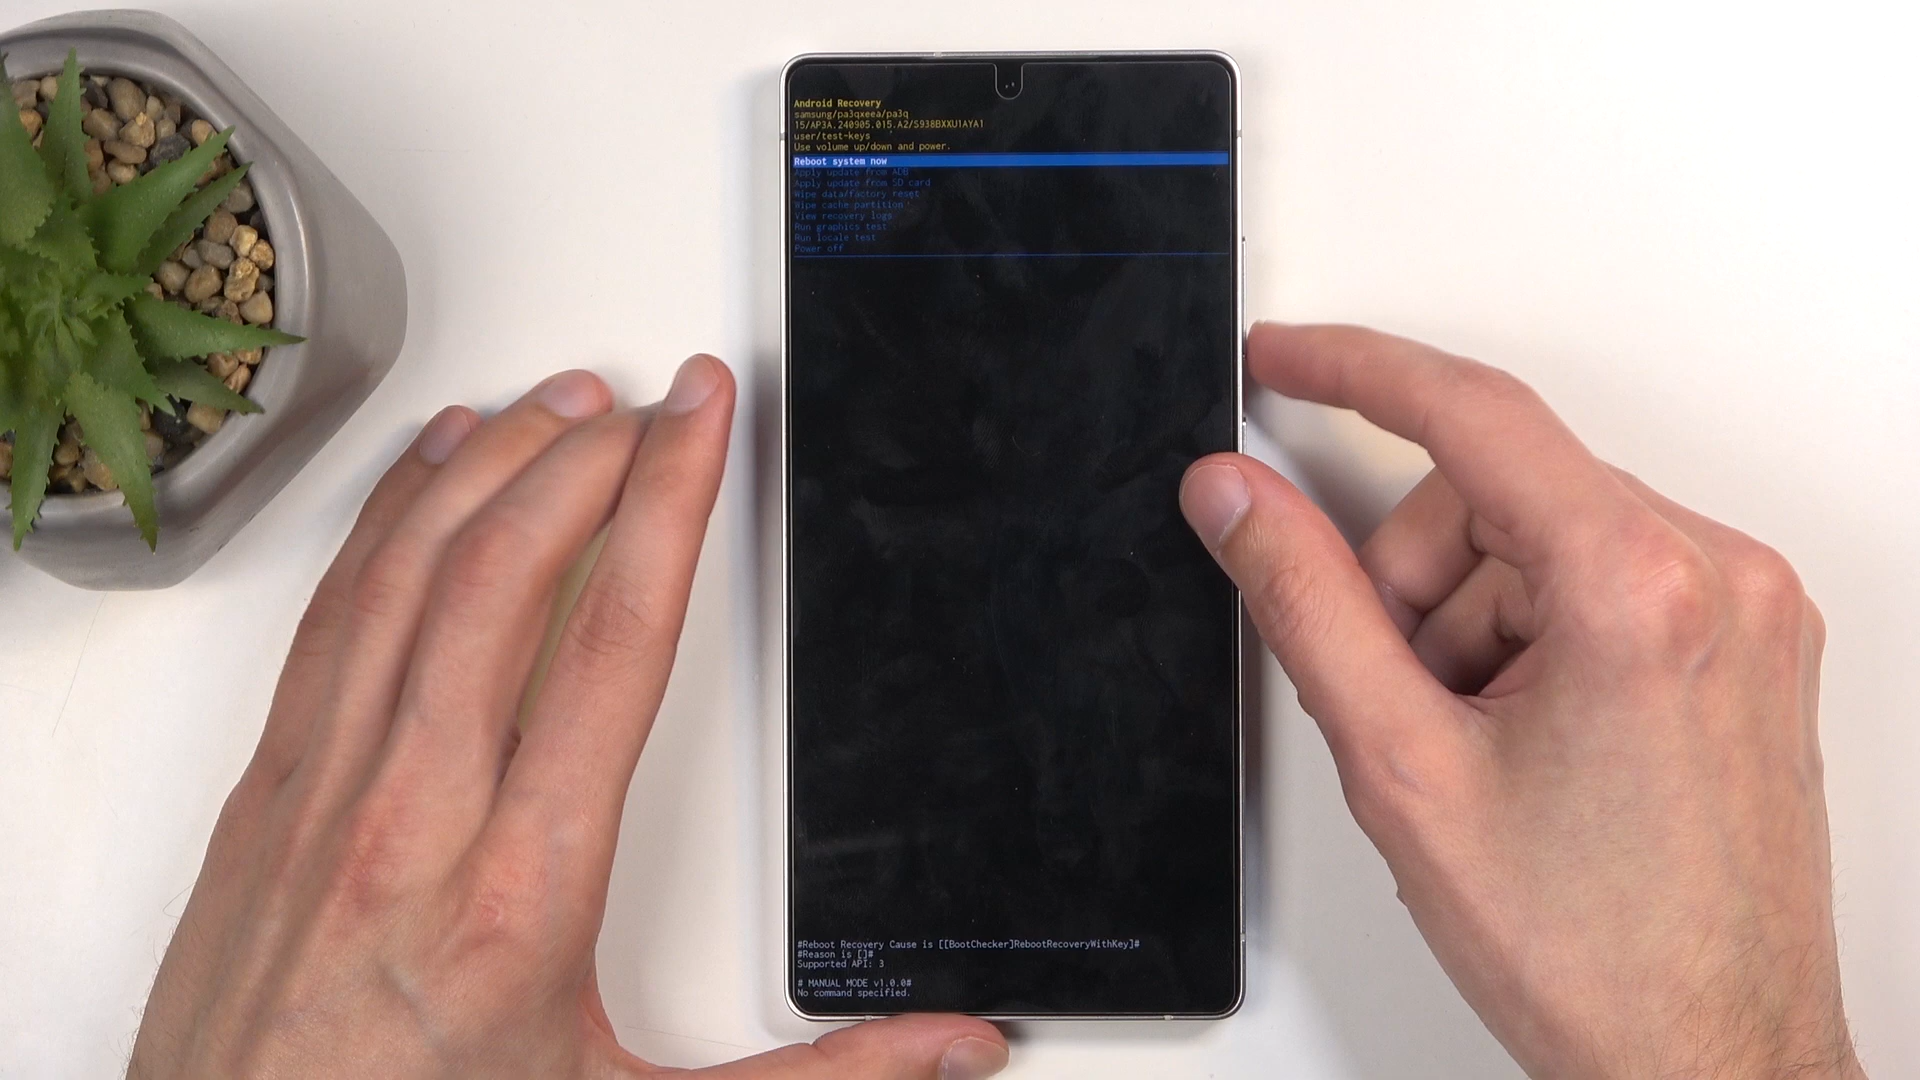 Android Recovery
samsung/pa3qxeea/pa3q
15/AP3A.240905.015.A2/S938BXXU1AYA1
user/test-keys
Use volume up/down and power.
Reboot system now
Apply update from ADB
Apply update from SD card
Wipe data/factory reset
Wipe cache partition
View recovery logs
Run graphics test
Run locale test
Power off
#Reboot Recovery Cause is [[BootChecker]RebootRecoveryWithKey]#
#Reason is []#
Supported API: 3
# MANUAL MODE v1.0.0#
No command specified.